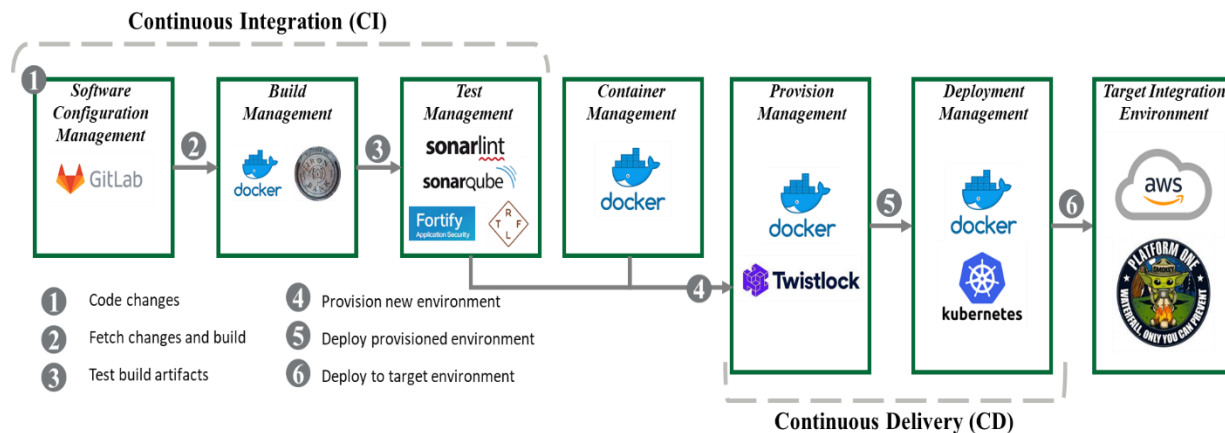 Continuous Integration (CI)
1
Software
Configuration
Management
GitLab
2
Build
Management
docker
IRON
BANK
3
Test
Management
sonarlint
sonarqube
Fortify
Application Security
R
T F
L
Container
Management
docker
4
Provision
Management
docker
Twistlock
5
Deployment
Management
docker
kubernetes
6
Target Integration
Environment
aws
PLATFORM ONE
SMOKEY
WATERFALL, ONLY YOU CAN PREVENT
1 Code changes
2 Fetch changes and build
3 Test build artifacts
4 Provision new environment
5 Deploy provisioned environment
6 Deploy to target environment
Continuous Delivery (CD)